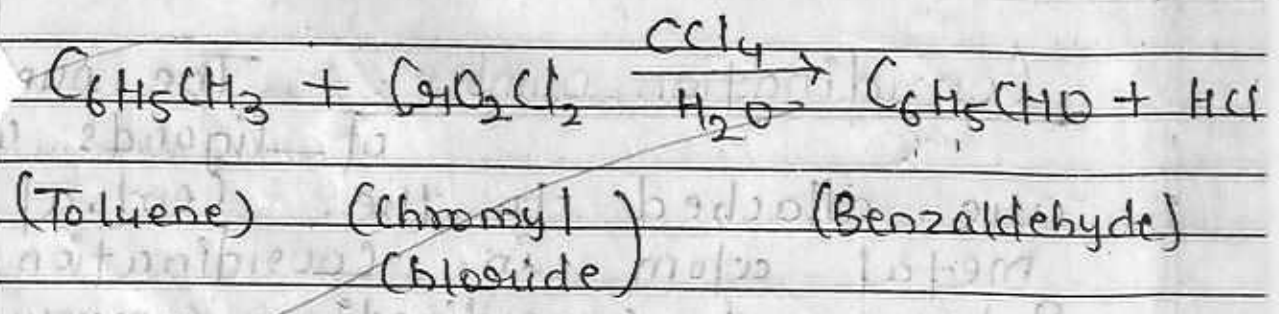 CCl₄
C₆H₅CH₃ + CrO₂Cl₂ → C₆H₅CHO + HCl
H₂O
(Toluene) (Chromyl (Benzaldehyde)
Chloride)